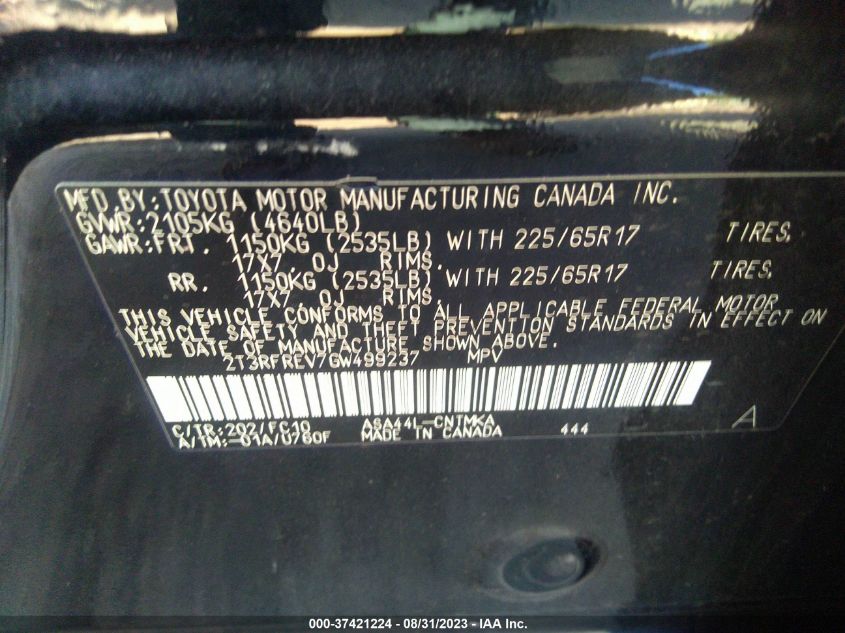 MFD.BY:TOYOTA MOTOR MANUFACTURING CANADA INC.
GVWR:2105KG (4640LB)
GAWR:FRT. 1150KG (2535LB) WITH 225/65R17 TIRES,
17X7.0J RIMS.
RR. 1150KG (2535LB) WITH 225/65R17 TIRES,
17X7.0J RIMS.
THIS VEHICLE CONFORMS TO ALL APPLICABLE FEDERAL MOTOR
VEHICLE SAFETY AND THEFT PREVENTION STANDARDS IN EFFECT ON
THE DATE OF MANUFACTURE SHOWN ABOVE.
2T3RFREV7GW499237 MPV
C/TR:202/FC10 ASA44L-CNTMKA 444 A
A/TM:-01A/U760F MADE IN CANADA
000-37421224 - 08/31/2023 - IAA Inc.